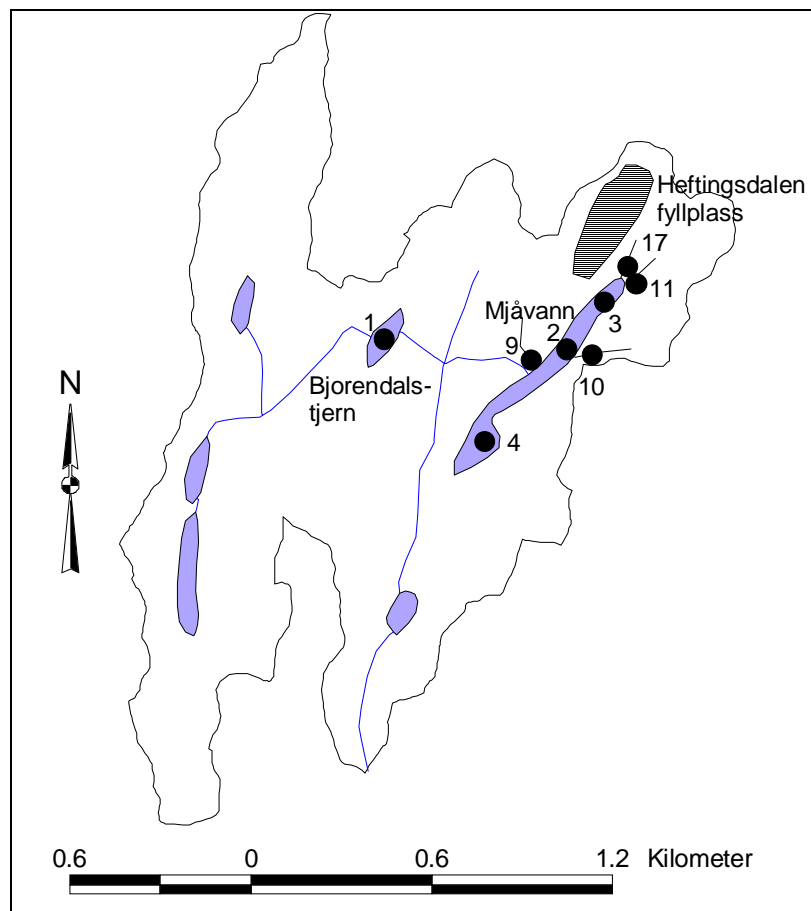 Heftingsdalen
fyllplass
17
11
3
Mjåvann
2
9
10
1
Bjorendals-
tjern
4
N
0.6 0 0.6 1.2 Kilometer